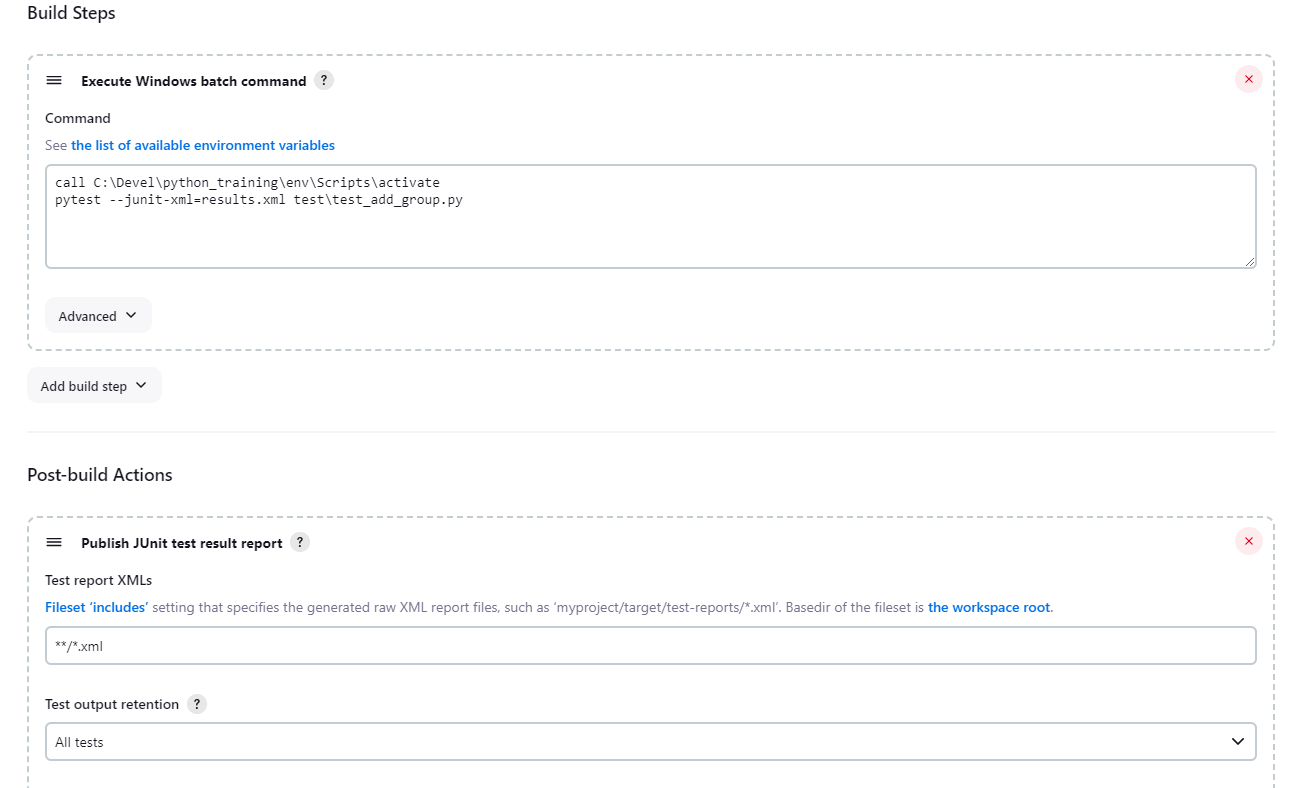 Build Steps
Execute Windows batch command ?
Command
See the list of available environment variables
call C:\Devel\python_training\env\Scripts\activate
pytest --junit-xml=results.xml test\test_add_group.py
Advanced
Add build step
Post-build Actions
Publish JUnit test result report ?
Test report XMLs
Fileset ‘includes’ setting that specifies the generated raw XML report files, such as ‘myproject/target/test-reports/*.xml’. Basedir of the fileset is the workspace root.
**/*.xml
Test output retention ?
All tests